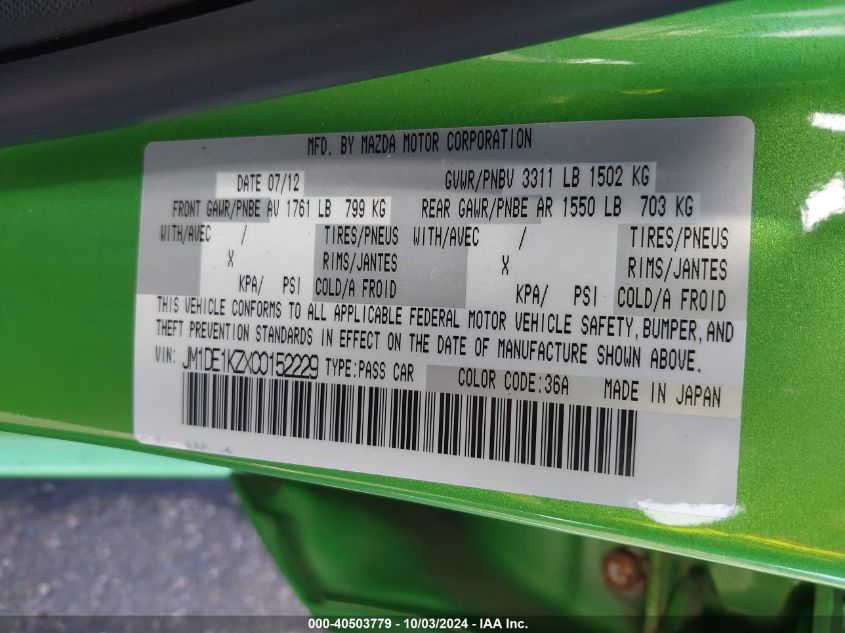 MFD. BY MAZDA MOTOR CORPORATION
DATE 07/12 GVWR/PNBV 3311 LB 1502 KG
FRONT GAWR/PNBE AV 1761 LB 799 KG REAR GAWR/PNBE AR 1550 LB 703 KG
WITH/AVEC / TIRES/PNEUS WITH/AVEC / TIRES/PNEUS
X RIMS/JANTES X RIMS/JANTES
KPA/ PSI COLD/A FROID KPA/ PSI COLD/A FROID
THIS VEHICLE CONFORMS TO ALL APPLICABLE FEDERAL MOTOR VEHICLE SAFETY, BUMPER, AND
THEFT PREVENTION STANDARDS IN EFFECT ON THE DATE OF MANUFACTURE SHOWN ABOVE.
VIN: JM1DE1KZXC0152229 TYPE:PASS CAR COLOR CODE:36A MADE IN JAPAN
000-40503779 - 10/03/2024 - IAA Inc.